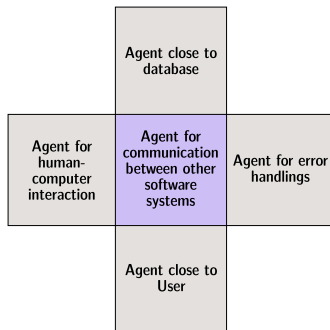 Agent close to
database
Agent for
human-
computer
interaction
Agent for
communication
between other
software
systems
Agent for error
handlings
Agent close to
User